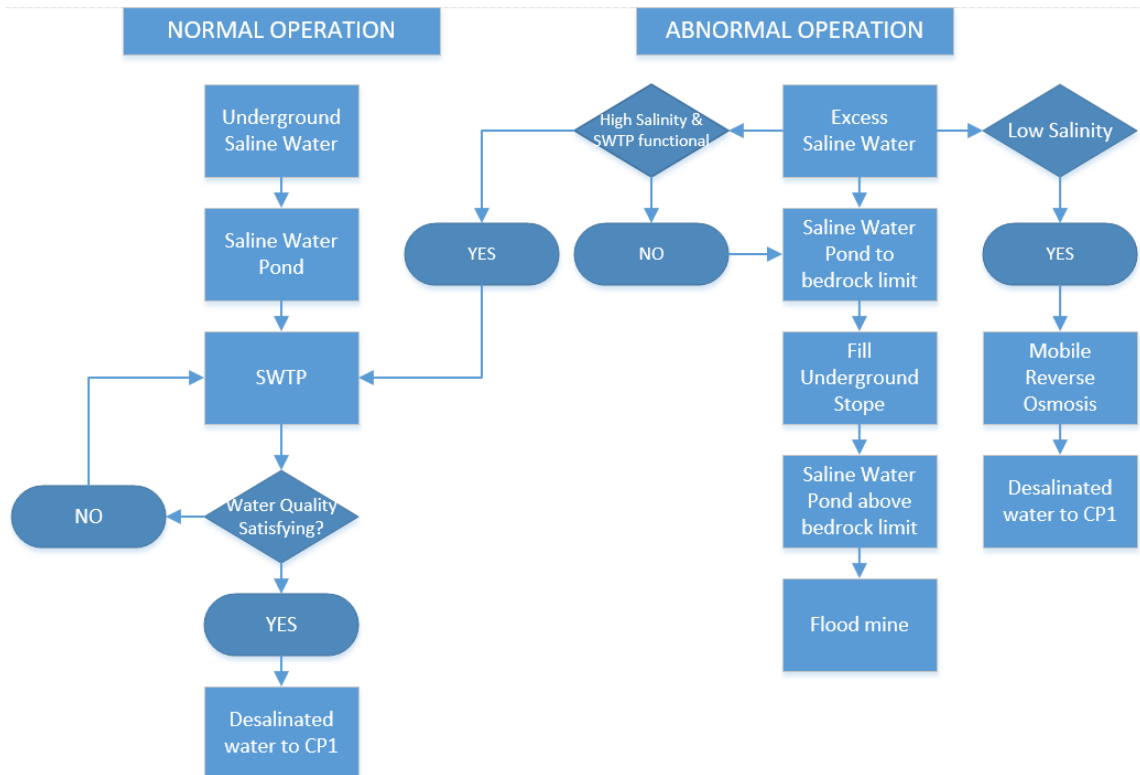 NORMAL OPERATION
ABNORMAL OPERATION
Underground
Saline Water
High Salinity &
SWTP functional
Excess
Saline Water
Low Salinity
Saline Water
Pond
YES
NO
Saline Water
Pond to
bedrock limit
YES
SWTP
Fill
Underground
Stope
Mobile
Reverse
Osmosis
NO
Water Quality
Satisfying?
Saline Water
Pond above
bedrock limit
Desalinated
water to CP1
YES
Flood mine
Desalinated
water to CP1